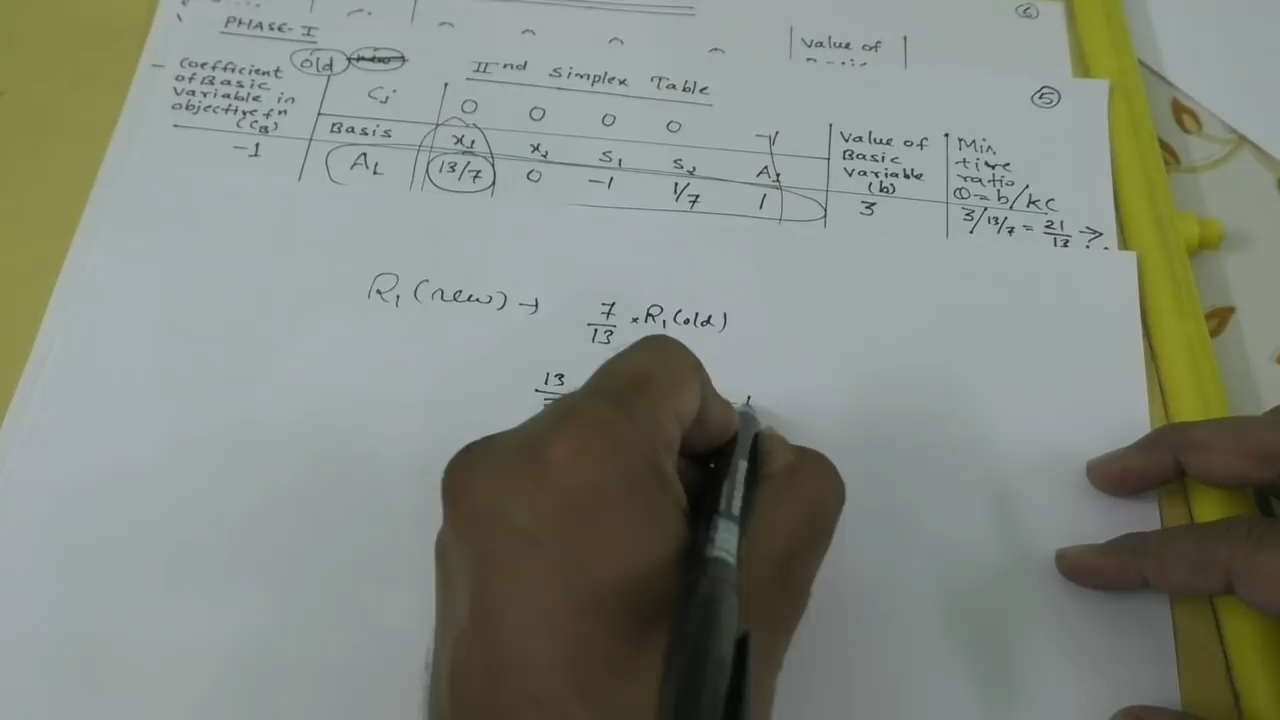 PHASE-I
Value of
6
old
IInd Simplex Table
5
Coefficient of Basic Variable in objective fn (CB)
Cj 0 0 0 0 -1
Basis x1 x2 S1 S2 A1
Value of Basic Variable (b)
Min
ratio
θ=b/KC
-1 A1 13/7 0 -1 1/7 1 3 3/13/7 = 21/13 →
R1(new) → 7/13 × R1(old)
13
-1